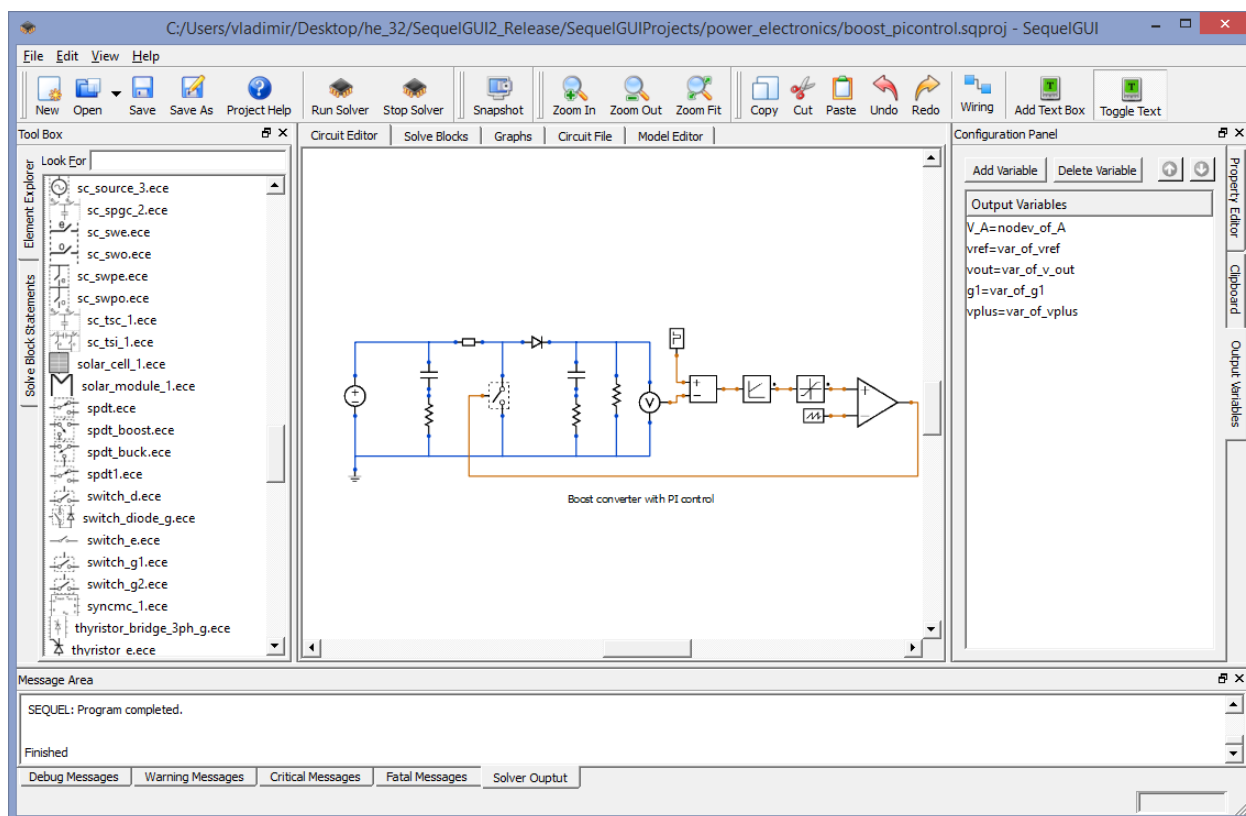 C:/Users/vladimir/Desktop/he_32/SequelGUI2_Release/SequelGUIProjects/power_electronics/boost_picontrol.sqproj - SequelGUI
File Edit View Help
New Open Save Save As Project Help Run Solver Stop Solver Snapshot Zoom In Zoom Out Zoom Fit Copy Cut Paste Undo Redo Wiring Add Text Box Toggle Text
Tool Box
Look For
Element Explorer
Solve Block Statements
sc_source_3.ece
sc_spgc_2.ece
sc_swe.ece
sc_swo.ece
sc_swpe.ece
sc_swpo.ece
sc_tsc_1.ece
sc_tsi_1.ece
solar_cell_1.ece
solar_module_1.ece
spdt.ece
spdt_boost.ece
spdt_buck.ece
spdt1.ece
switch_d.ece
switch_diode_g.ece
switch_e.ece
switch_g1.ece
switch_g2.ece
syncmc_1.ece
thyristor_bridge_3ph_g.ece
thyristor e.ece
Circuit Editor Solve Blocks Graphs Circuit File Model Editor
V
Boost converter with PI control
Configuration Panel
Add Variable Delete Variable
Output Variables
V_A=nodev_of_A
vref=var_of_vref
vout=var_of_v_out
g1=var_of_g1
vplus=var_of_vplus
Property Editor
Clipboard
Output Variables
Message Area
SEQUEL: Program completed.
Finished
Debug Messages Warning Messages Critical Messages Fatal Messages Solver Ouptut